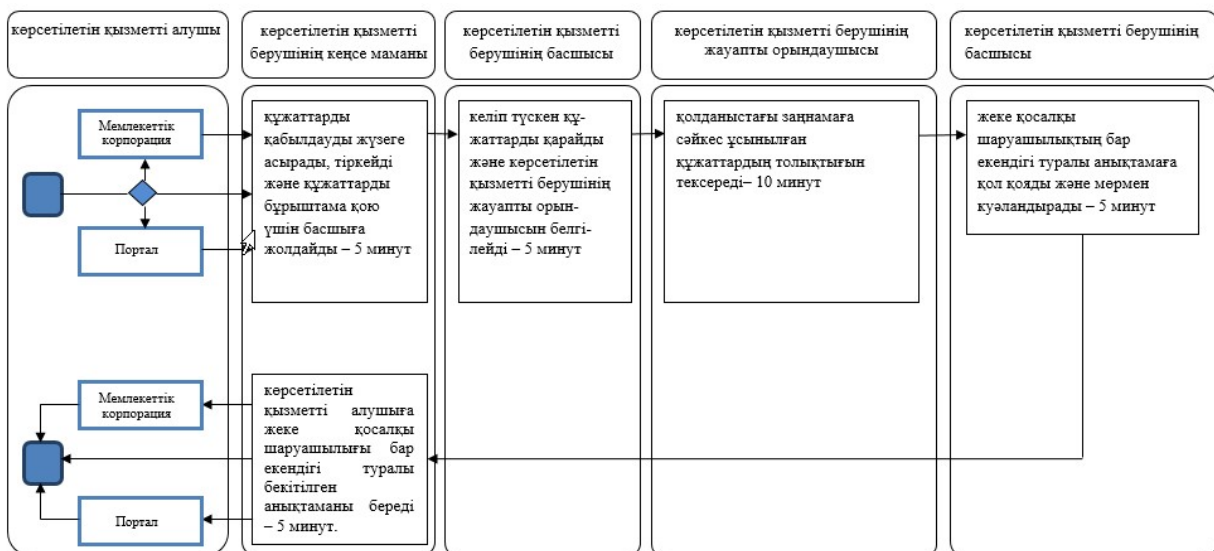 көрсетілетін қызметті алушы
көрсетілетін қызметті
берушінің кеңсе маманы
көрсетілетін қызметті
берушінің басшысы
көрсетілетін қызметті берушінің
жауапты орындаушысы
көрсетілетін қызметті берушінің
басшысы
Мемлекеттік
корпорация
Портал
құжаттарды
қабылдауды жүзеге
асырады, тіркейді
және құжаттарды
бұрыштама қою
үшін басшыға
жолдайды – 5 минут
келіп түскен құ-
жаттарды қарайды
және көрсетілетін
қызметті берушінің
жауапты орын-
даушысын белгі-
лейді – 5 минут
қолданыстағы заңнамаға
сәйкес ұсынылған
құжаттардың толықтығын
тексереді– 10 минут
жеке қосалқы
шаруашылықтың бар
екендігі туралы анықтамаға
қол қояды және мөрмен
куәландырады – 5 минут
Мемлекеттік
корпорация
Портал
көрсетілетін
қызметті алушыға
жеке қосалқы
шаруашылығы бар
екендігі туралы
бекітілген
анықтаманы береді
– 5 минут.